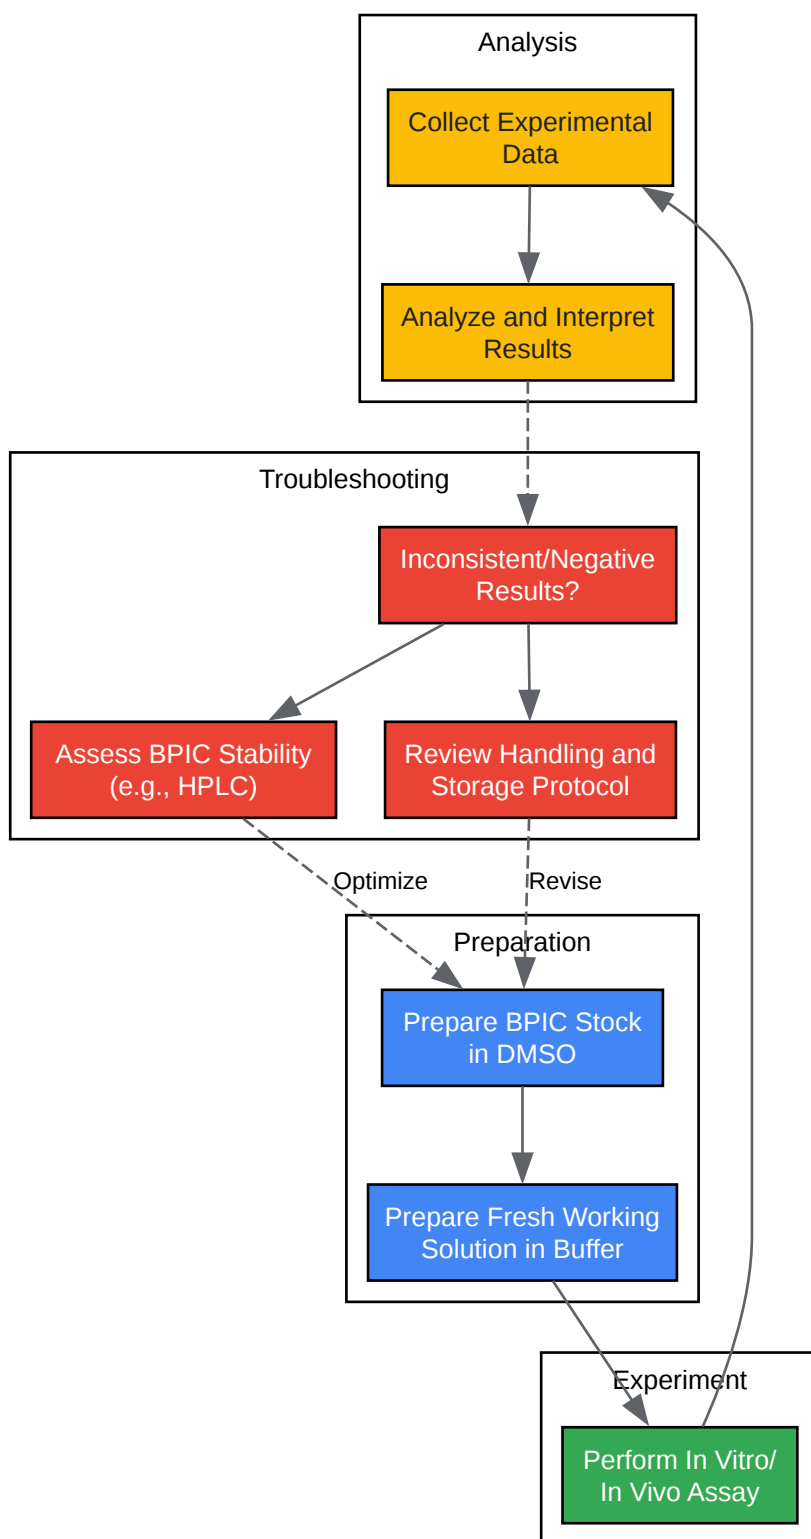 Analysis
Collect Experimental
Data
Analyze and Interpret
Results
Troubleshooting
Inconsistent/Negative
Results?
Assess BPIC Stability
(e.g., HPLC)
Review Handling and
Storage Protocol
Optimize
Revise
Preparation
Prepare BPIC Stock
in DMSO
Prepare Fresh Working
Solution in Buffer
Experiment
Perform In Vitro/
In Vivo Assay